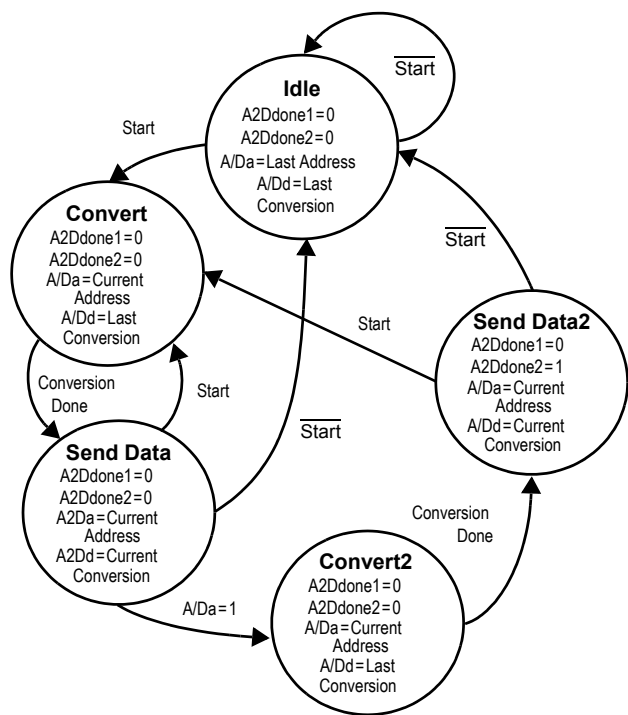 Start
Idle
A2Ddone1=0
A2Ddone2=0
A/Da=Last Address
A/Dd=Last
Conversion
Start
Convert
A2Ddone1=0
A2Ddone2=0
A/Da=Current
Address
A/Dd=Last
Conversion
Start
Start
Send Data2
A2Ddone1=0
A2Ddone2=1
A/Da=Current
Address
A/Dd=Current
Conversion
Conversion
Done
Start
Start
Send Data
A2Ddone1=0
A2Ddone2=0
A2Da=Current
Address
A2Dd=Current
Conversion
Conversion
Done
Convert2
A2Ddone1=0
A2Ddone2=0
A/Da=Current
Address
A/Dd=Last
Conversion
A/Da=1